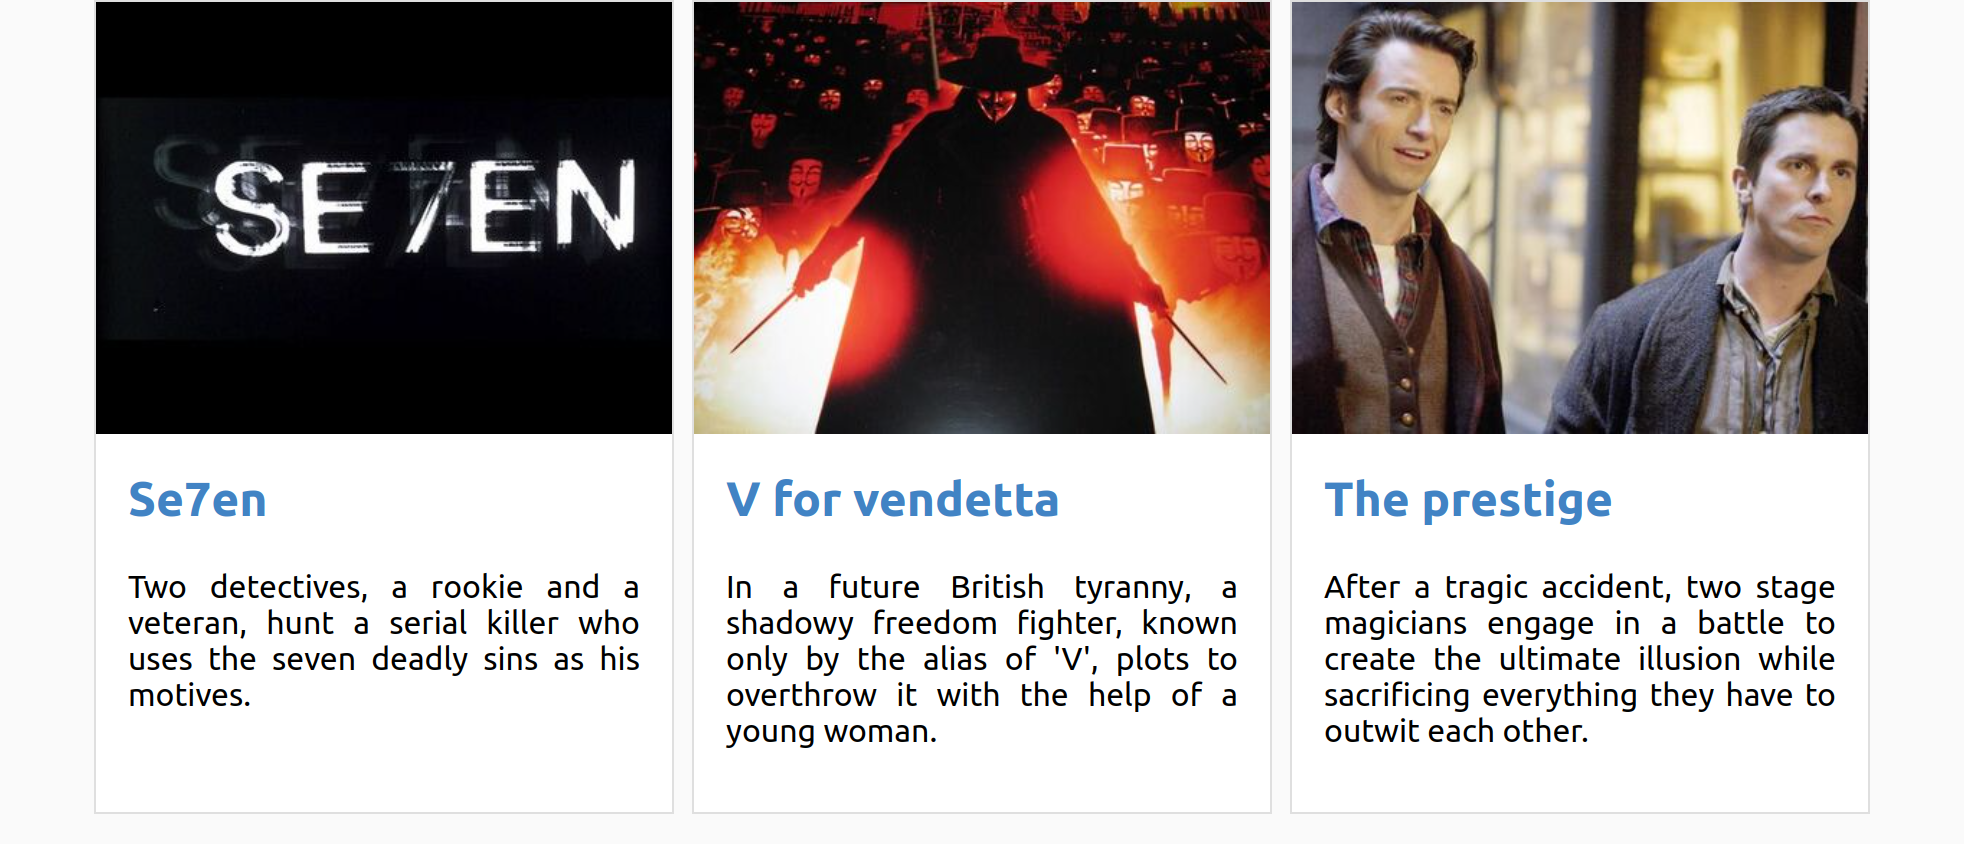 SE7EN
Se7en
Two detectives, a rookie and a
veteran, hunt a serial killer who
uses the seven deadly sins as his
motives.
V for vendetta
In a future British tyranny, a
shadowy freedom fighter, known
only by the alias of 'V', plots to
overthrow it with the help of a
young woman.
The prestige
After a tragic accident, two stage
magicians engage in a battle to
create the ultimate illusion while
sacrificing everything they have to
outwit each other.